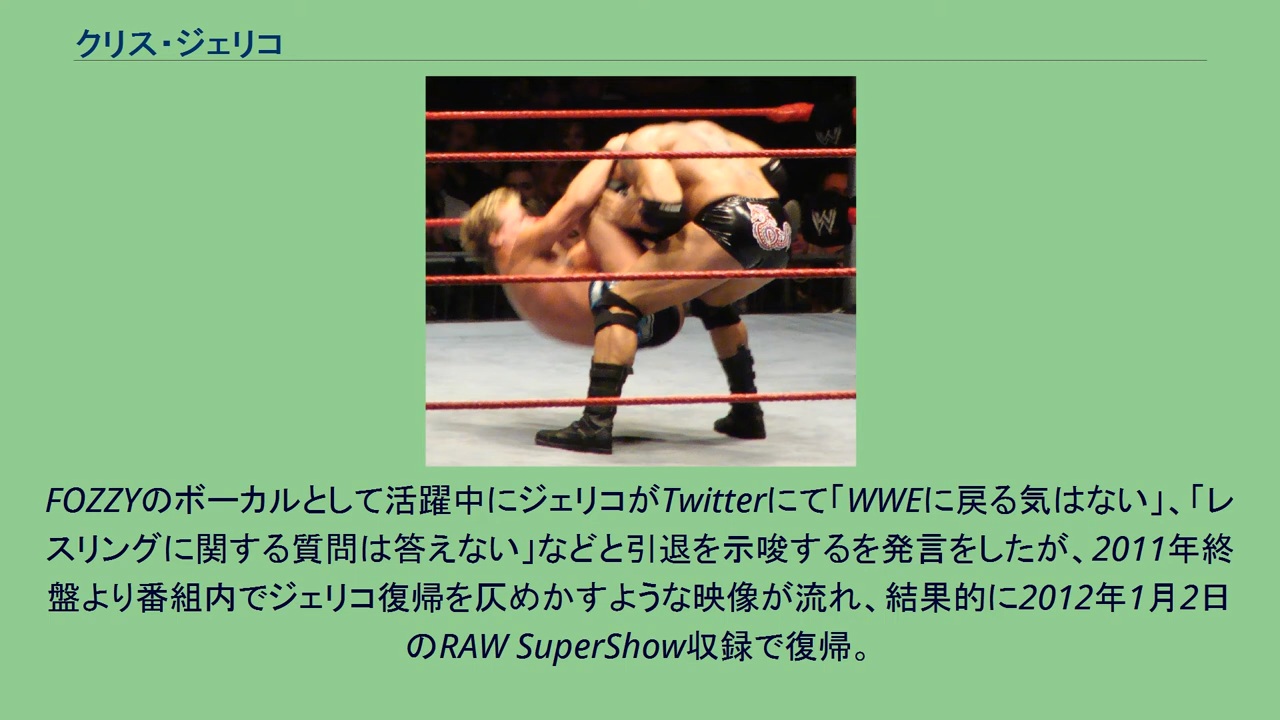 クリス・ジェリコ
FOZZYのボーカルとして活躍中にジェリコがTwitterにて「WWEに戻る気はない」、「レ
スリングに関する質問は答えない」などと引退を示唆するを発言をしたが、2011年終
盤より番組内でジェリコ復帰を仄めかすような映像が流れ、結果的に2012年1月2日
のRAW SuperShow収録で復帰。